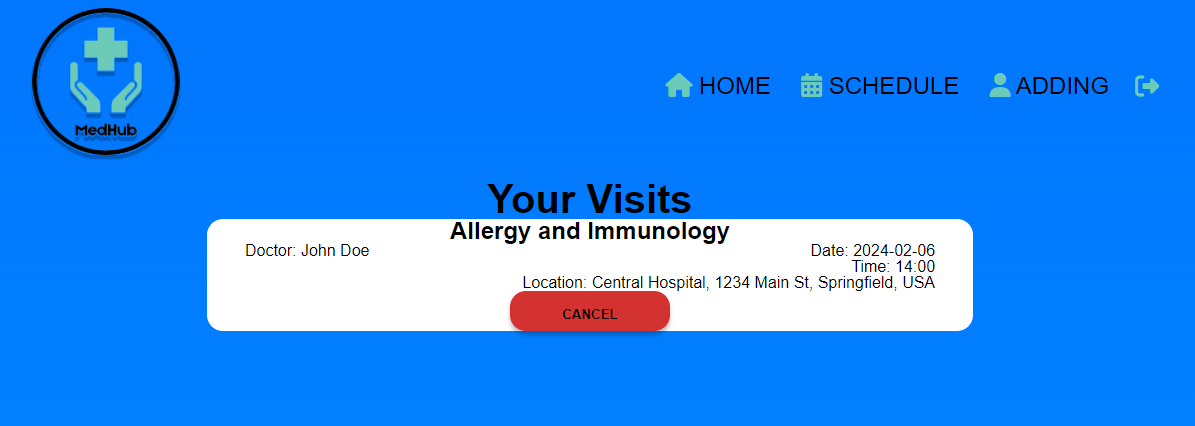 MedHub
HOME SCHEDULE ADDING
Your Visits
Allergy and Immunology
Doctor: John Doe
Date: 2024-02-06
Time: 14:00
Location: Central Hospital, 1234 Main St, Springfield, USA
CANCEL